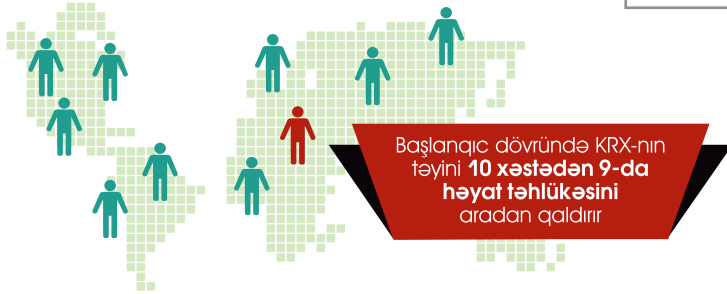 Başlanqıc dövründə KRX-nın
təyini 10 xəstədən 9-da
həyat təhlükəsini
aradan qaldırır